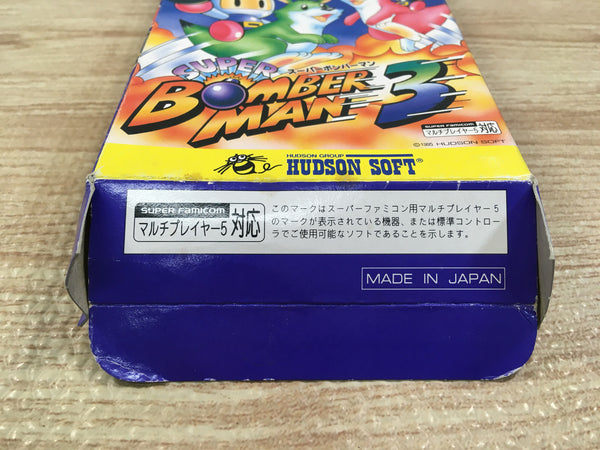 SUPER
スーパーボンバーマン
BOMBER
MAN 3
SUPER FAMICOM
マルチプレイヤー5 対応
©1995 HUDSON SOFT
HUDSON GROUP
HUDSON SOFT®
SUPER FAMICOM
マルチプレイヤー5 対応
このマークはスーパーファミコン用マルチプレイヤー5
のマークが表示されている機器、または標準コントロー
ラでご使用可能なソフトであることを示します。
MADE IN JAPAN